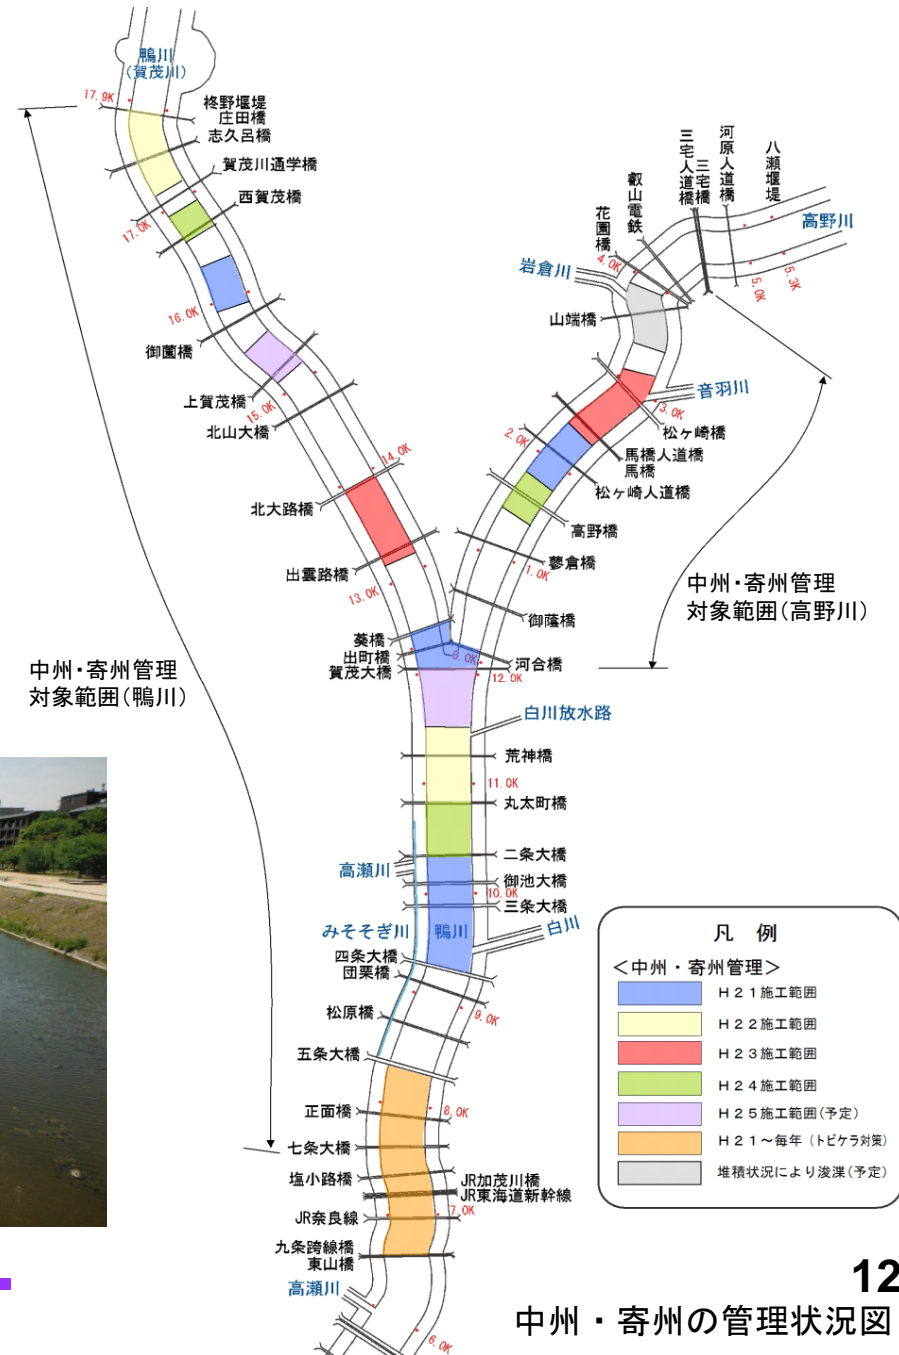 鴨川
(賀茂川)
17.9K
柊野堰堤
庄田橋
志久呂橋
賀茂川通学橋
西賀茂橋
17.0K
16.0K
御薗橋
上賀茂橋
15.0K
北山大橋
14.0K
北大路橋
出雲路橋
13.0K
葵橋
出町橋
賀茂大橋
0.0K
河合橋
12.0K
八瀬堰堤
河原人道橋
三宅橋
三宅人道橋
叡山電鉄
花園橋
高野川
岩倉川
4.0K
5.0K
5.3K
山端橋
音羽川
3.0K
松ヶ崎橋
馬橋人道橋
馬橋
2.0K
松ヶ崎人道橋
高野橋
蓼倉橋
1.0K
御蔭橋
中州・寄州管理
対象範囲(高野川)
中州・寄州管理
対象範囲(鴨川)
白川放水路
荒神橋
11.0K
丸太町橋
二条大橋
高瀬川
御池大橋
10.0K
三条大橋
みそそぎ川
鴨川
白川
四条大橋
団栗橋
松原橋
9.0K
五条大橋
正面橋
8.0K
七条大橋
塩小路橋
JR加茂川橋
JR東海道新幹線
JR奈良線
7.0K
九条跨線橋
東山橋
高瀬川
6.0K
凡 例
<中州・寄州管理>
H21施工範囲
H22施工範囲
H23施工範囲
H24施工範囲
H25施工範囲(予定)
H21~毎年(トビケラ対策)
堆積状況により浚渫(予定)
12
中州・寄州の管理状況図